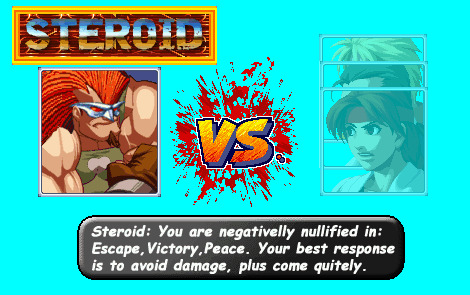 STEROID
VS.
Steroid: You are negativelly nullified in:
Escape,Victory,Peace. Your best response
is to avoid damage, plus come quitely.